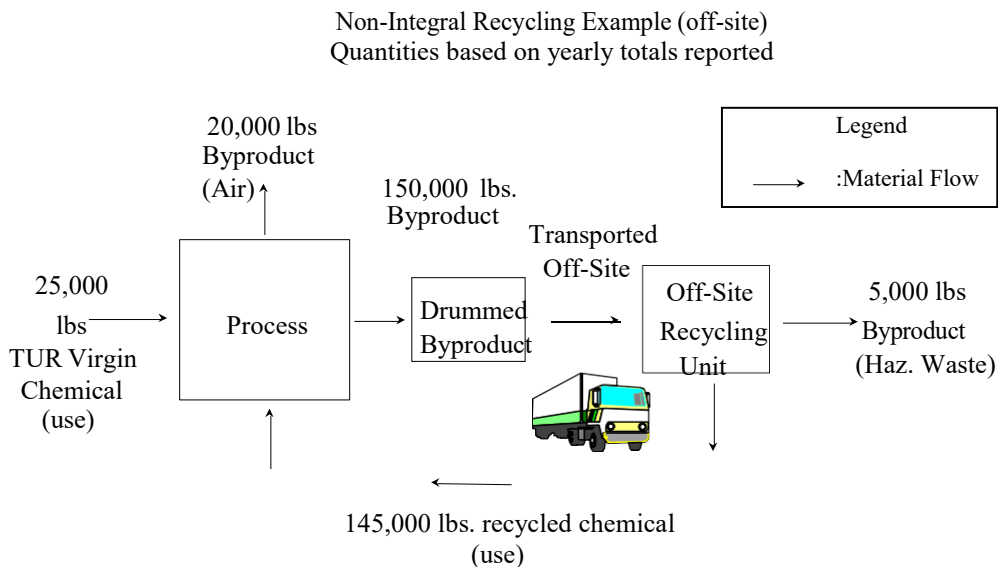 Non-Integral Recycling Example (off-site)
Quantities based on yearly totals reported
20,000 lbs
Byproduct
(Air)
Legend
:Material Flow
150,000 lbs.
Byproduct
Transported
Off-Site
25,000
lbs
TUR Virgin
Chemical
(use)
Process
Drummed
Byproduct
Off-Site
Recycling
Unit
5,000 lbs
Byproduct
(Haz. Waste)
145,000 lbs. recycled chemical
(use)